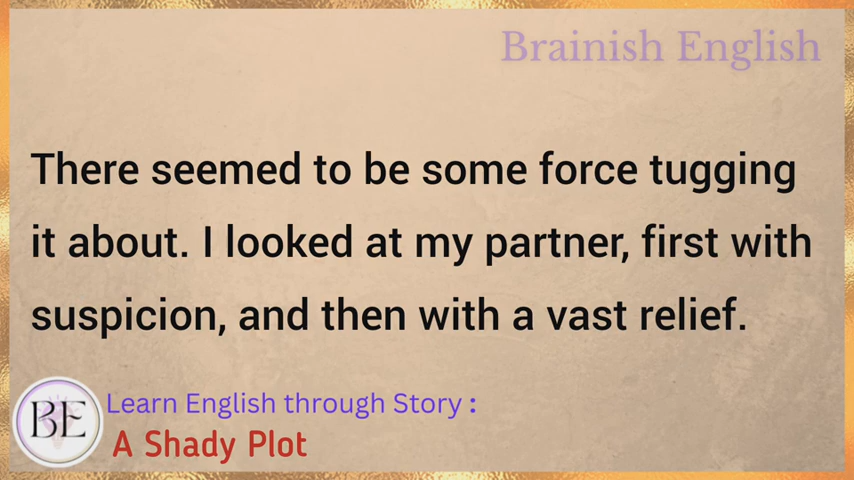 Brainish English
There seemed to be some force tugging
it about. I looked at my partner, first with
suspicion, and then with a vast relief.
BE
Learn English through Story :
A Shady Plot